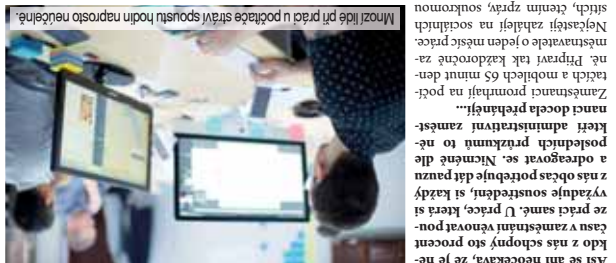 Asi se ani neočekává, že je ně-
kdo z nás schopný sto procent
času v zaměstnání věnovat pou-
ze práci samé. U práce, která si
vyžaduje soustředění, si každý
z nás občas potřebuje dát pauzu
a odreagovat se. Nicméně dle
posledních průzkumů to ně-
kteří administrativní zaměst-
nanci docela přehánějí...
Zaměstnanci promrhají na počí-
tačích a mobilech 65 minut den-
ně. Připraví tak každoročně za-
městnavatele o jeden měsíc práce.
Nejčastěji zahálejí na sociálních
sítích, čtením zpráv, soukromou
Mnozí lidé při práci u počítače stráví spoustu hodin naprosto neúčelně.